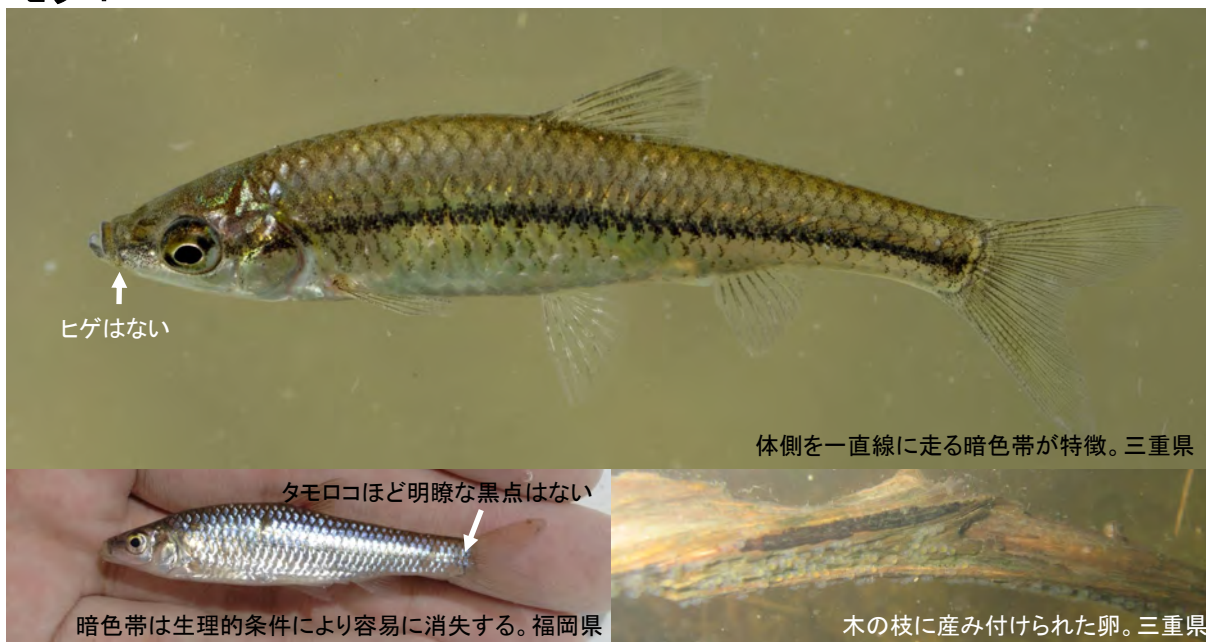 ヒゲはない
体側を一直線に走る暗色帯が特徴。三重県
タモロコほど明瞭な黒点はない
暗色帯は生理的条件により容易に消失する。福岡県
木の枝に産み付けられた卵。三重県